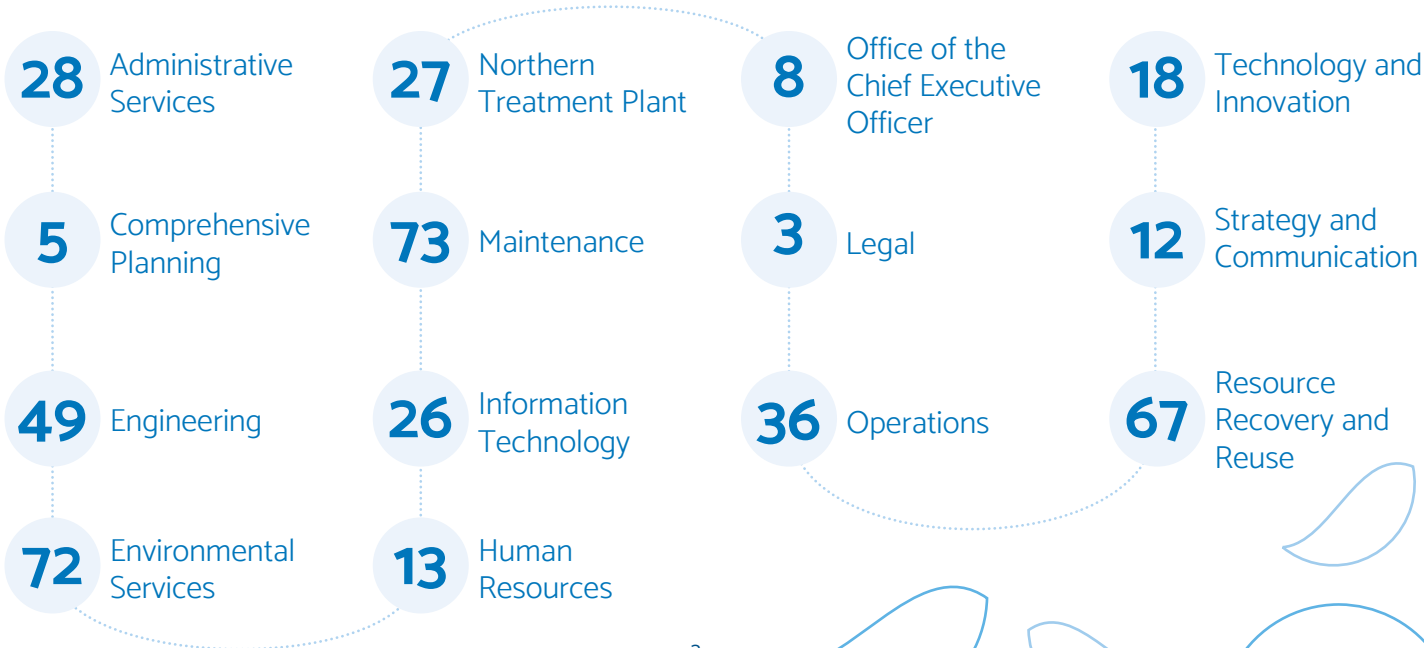 28
Administrative
Services
5
Comprehensive
Planning
49
Engineering
72
Environmental
Services
27
Northern
Treatment Plant
73
Maintenance
26
Information
Technology
13
Human
Resources
8
Office of the
Chief Executive
Officer
3
Legal
36
Operations
18
Technology and
Innovation
12
Strategy and
Communication
67
Resource
Recovery and
Reuse